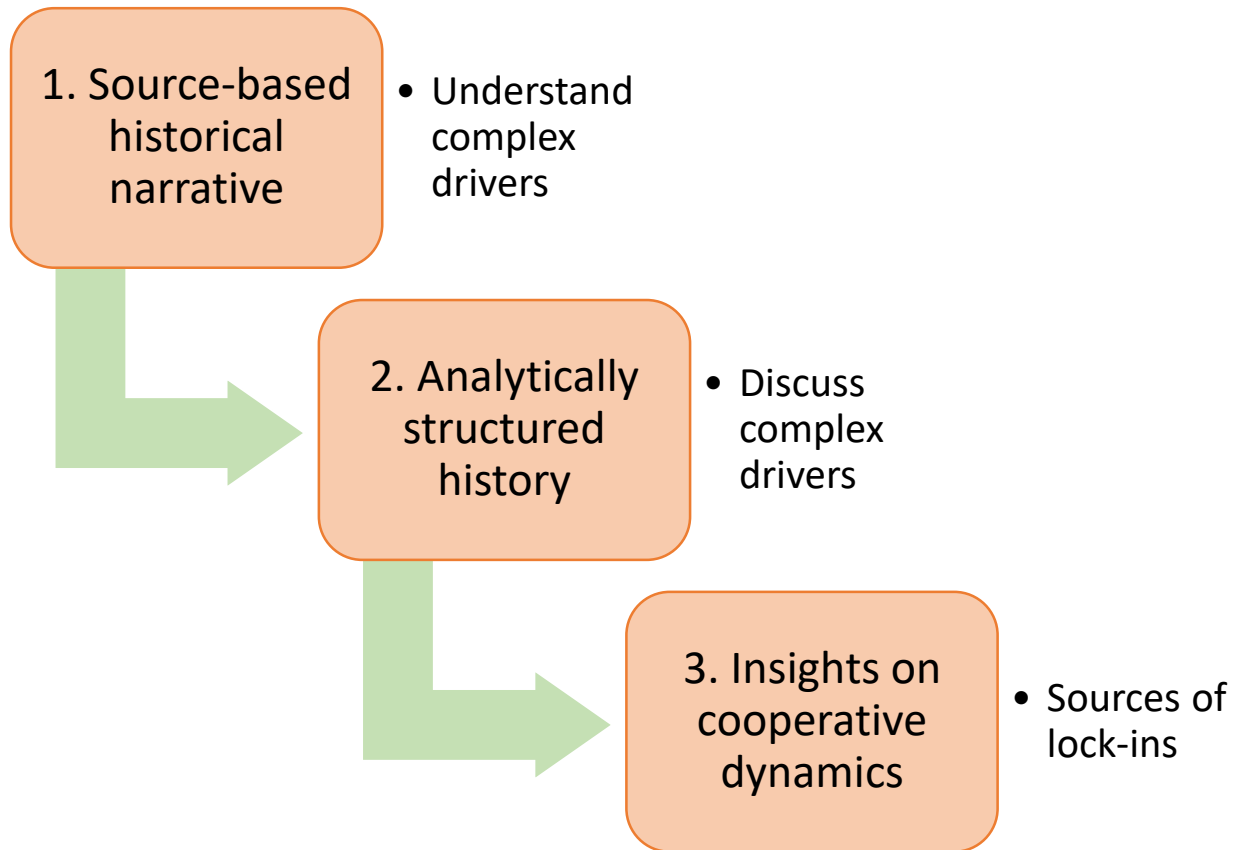 1. Source-based
historical
narrative
• Understand
complex
drivers
2. Analytically
structured
history
• Discuss
complex
drivers
3. Insights on
cooperative
dynamics
• Sources of
lock-ins